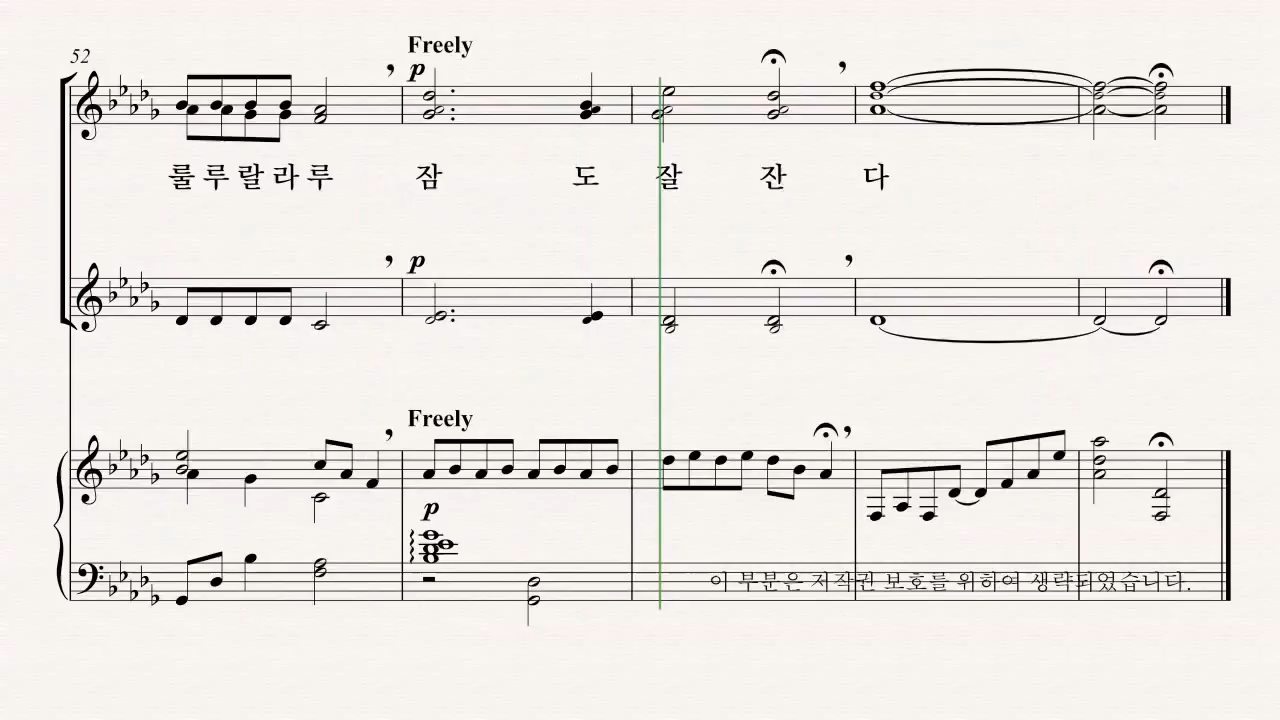 52
Freely
p
룰 루 랄 라 루 잠 도 잘 잔 다
p
Freely
p
이 부분은 저작권 보호를 위하여 생략되었습니다.